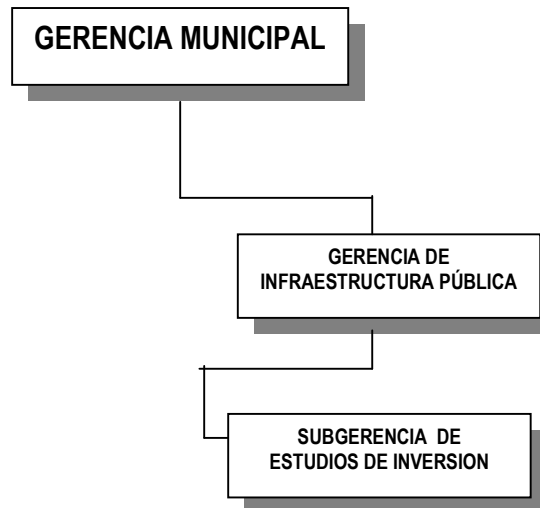 GERENCIA MUNICIPAL
GERENCIA DE
INFRAESTRUCTURA PÚBLICA
SUBGERENCIA DE
ESTUDIOS DE INVERSION